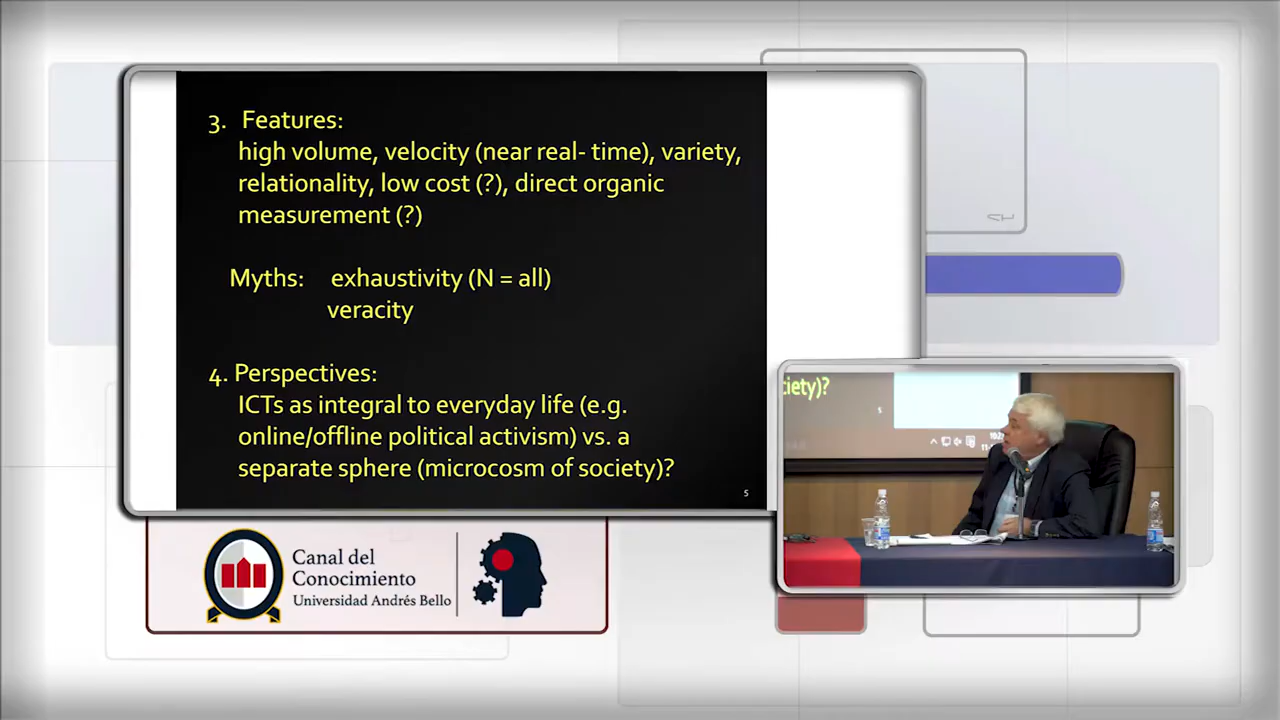 3. Features:
high volume, velocity (near real- time), variety,
relationality, low cost (?), direct organic
measurement (?)
Myths: exhaustivity (N = all)
veracity
4. Perspectives:
ICTs as integral to everyday life (e.g.
online/offline political activism) vs. a
separate sphere (microcosm of society)?
5
ciety)?
5
Canal del
Conocimiento
Universidad Andrés Bello